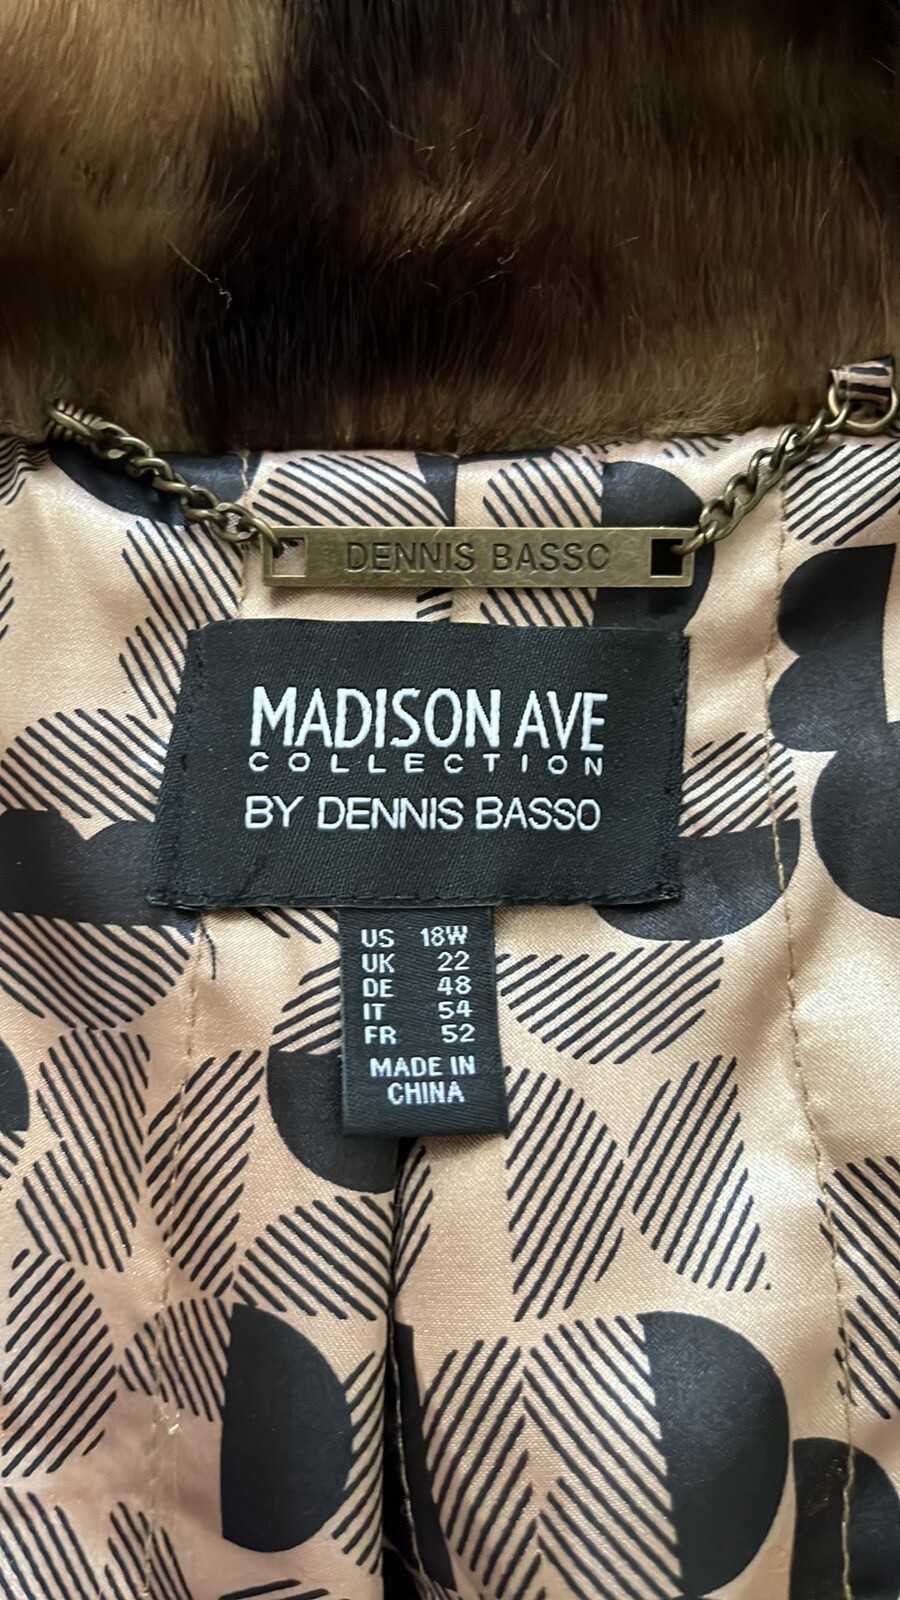 DENNIS BASSO
MADISON AVE
COLLECTION
BY DENNIS BASSO
US 18W
UK 22
DE 48
IT 54
FR 52
MADE IN
CHINA